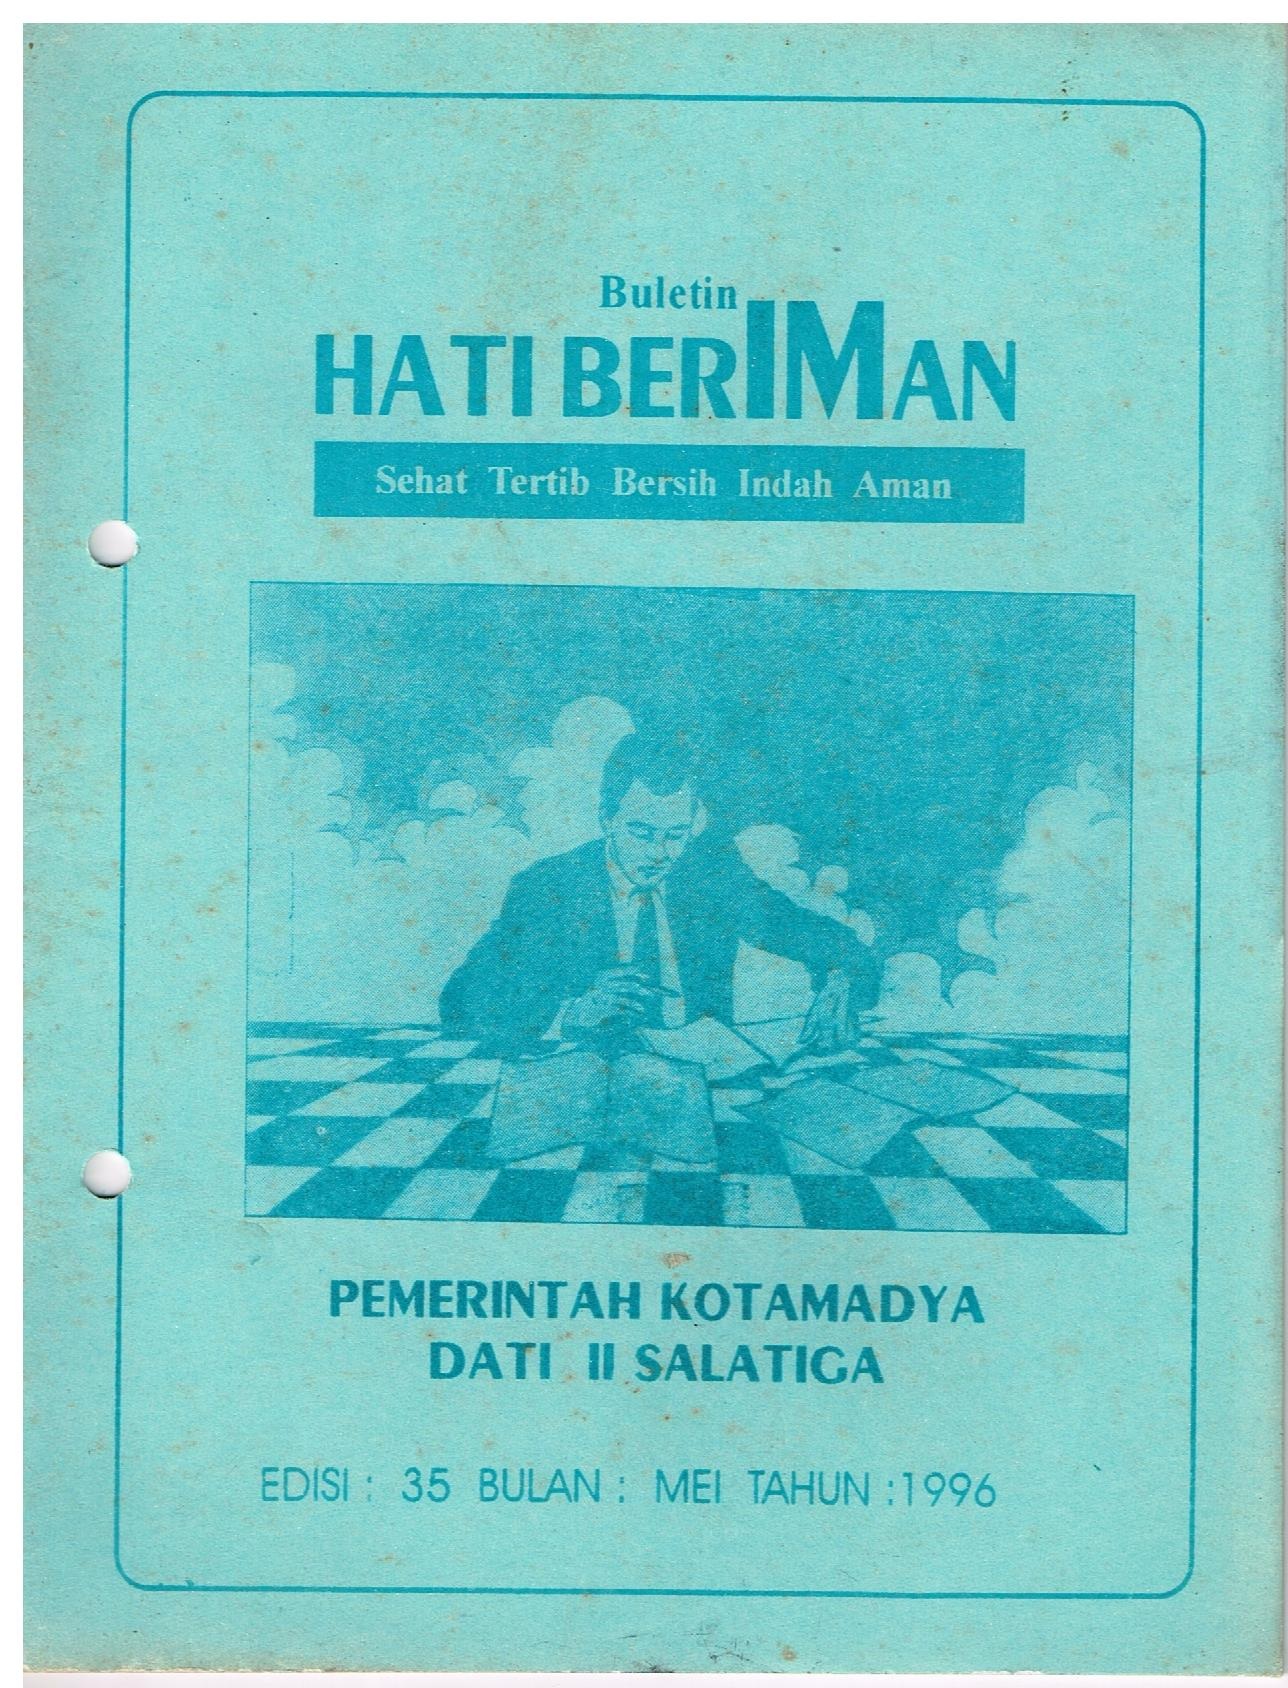 Buletin
HATI BERIMAN
Sehat Tertib Bersih Indah Aman
PEMERINTAH KOTAMADYA
DATI II SALATIGA
EDISI : 35 BULAN : MEI TAHUN :1996